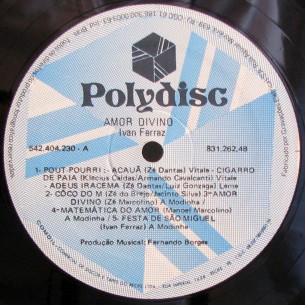 Polydisc
AMOR DIVINO
Ivan Ferraz
542.404.230 - A
831.262.48
1- POUT-POURRI:- ACAUÃ (Zé Dantas) Vitale - CIGARRO
DE PAIA (Klécius Caldas/Armando Cavalcanti) Vitale
- ADEUS IRACEMA (Zé Dantas/Luiz Gonzaga) Leme
2- CÔCO DO M (Zé do Brejo/Jacinto Silva) 3- AMOR
DIVINO (Zé Marcolino) A Modinha /
4- MATEMÁTICA DO AMOR (Manoel Marcolino)
A Modinha / 5- FESTA DE SÃO MIGUEL
(Ivan Ferraz) A Modinha
Produção Musical: Fernando Borges